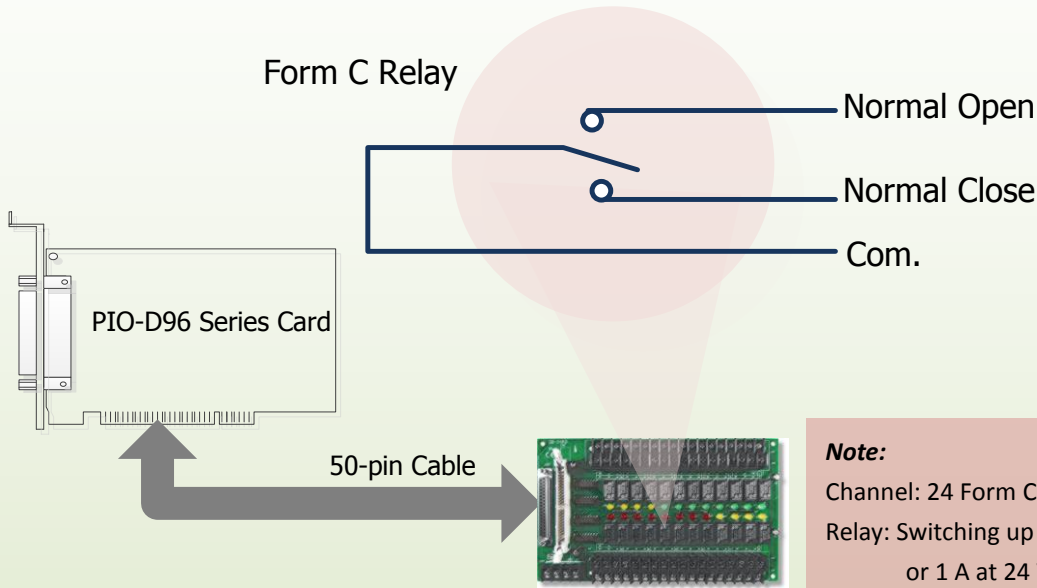 Form C Relay
Normal Open
Normal Close
Com.
PIO-D96 Series Card
50-pin Cable
Note:
Channel: 24 Form C
Relay: Switching up
or 1 A at 24